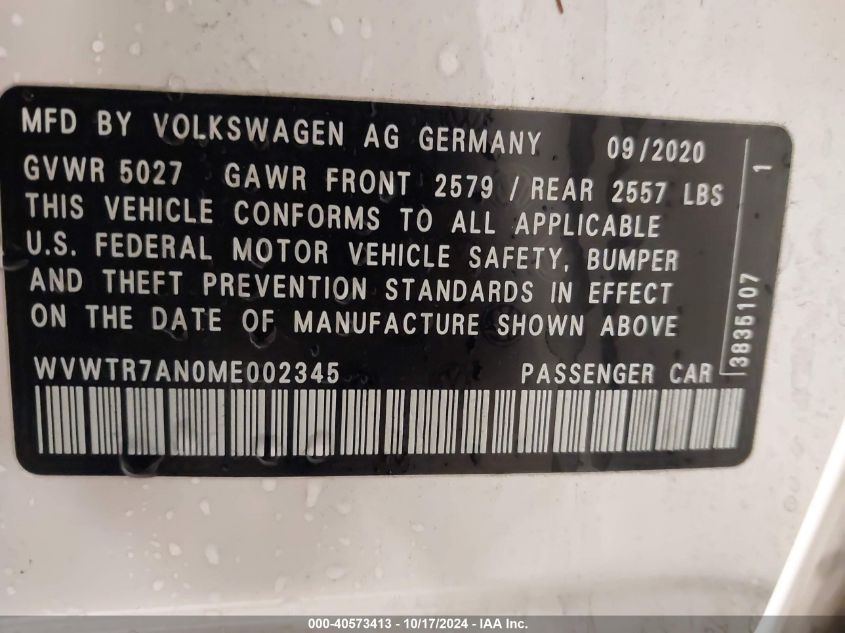 MFD BY VOLKSWAGEN AG GERMANY 09/2020
GVWR 5027 GAWR FRONT 2579 / REAR 2557 LBS
THIS VEHICLE CONFORMS TO ALL APPLICABLE
U.S. FEDERAL MOTOR VEHICLE SAFETY, BUMPER
AND THEFT PREVENTION STANDARDS IN EFFECT
ON THE DATE OF MANUFACTURE SHOWN ABOVE
WVWTR7AN0ME002345 PASSENGER CAR
3835107 1
000-40573413 - 10/17/2024 - IAA Inc.